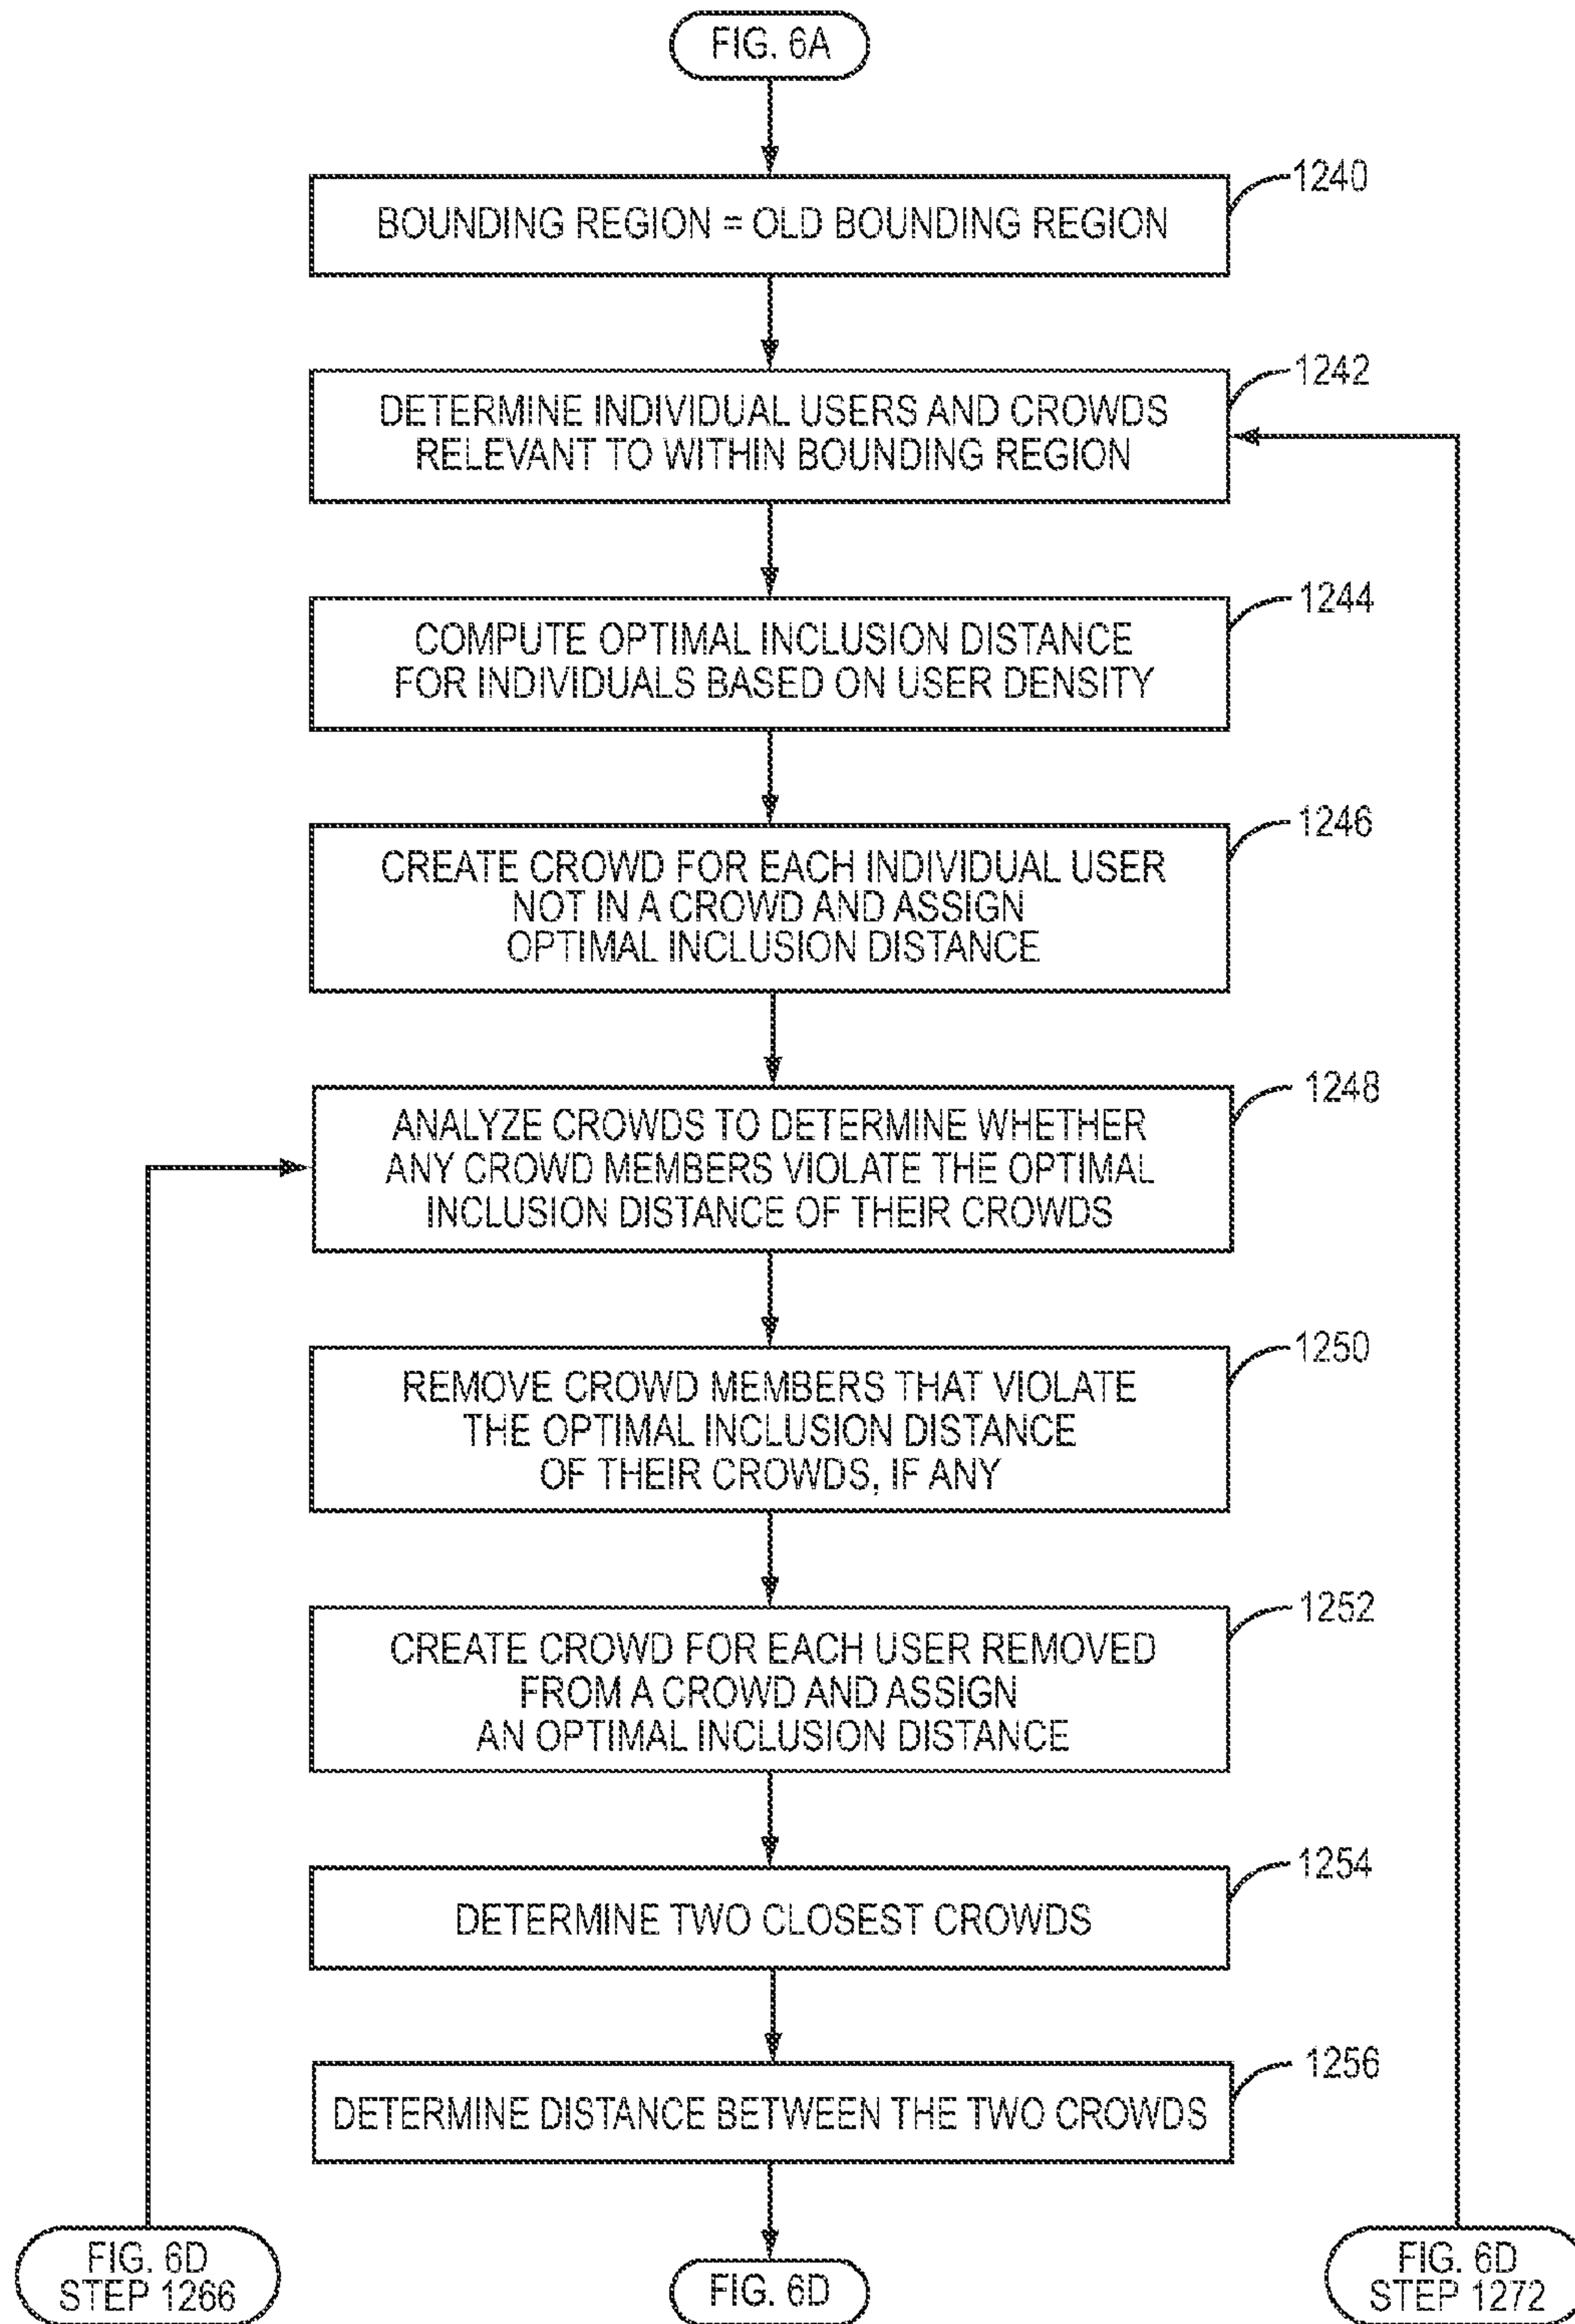 FIG. 6A
1240
BOUNDING REGION = OLD BOUNDING REGION
1242
DETERMINE INDIVIDUAL USERS AND CROWDS
RELEVANT TO WITHIN BOUNDING REGION
1244
COMPUTE OPTIMAL INCLUSION DISTANCE
FOR INDIVIDUALS BASED ON USER DENSITY
1246
CREATE CROWD FOR EACH INDIVIDUAL USER
NOT IN A CROWD AND ASSIGN
OPTIMAL INCLUSION DISTANCE
1248
ANALYZE CROWDS TO DETERMINE WHETHER
ANY CROWD MEMBERS VIOLATE THE OPTIMAL
INCLUSION DISTANCE OF THEIR CROWDS
1250
REMOVE CROWD MEMBERS THAT VIOLATE
THE OPTIMAL INCLUSION DISTANCE
OF THEIR CROWDS, IF ANY
1252
CREATE CROWD FOR EACH USER REMOVED
FROM A CROWD AND ASSIGN
AN OPTIMAL INCLUSION DISTANCE
1254
DETERMINE TWO CLOSEST CROWDS
1256
DETERMINE DISTANCE BETWEEN THE TWO CROWDS
FIG. 6D
STEP 1266
FIG. 6D
FIG. 6D
STEP 1272